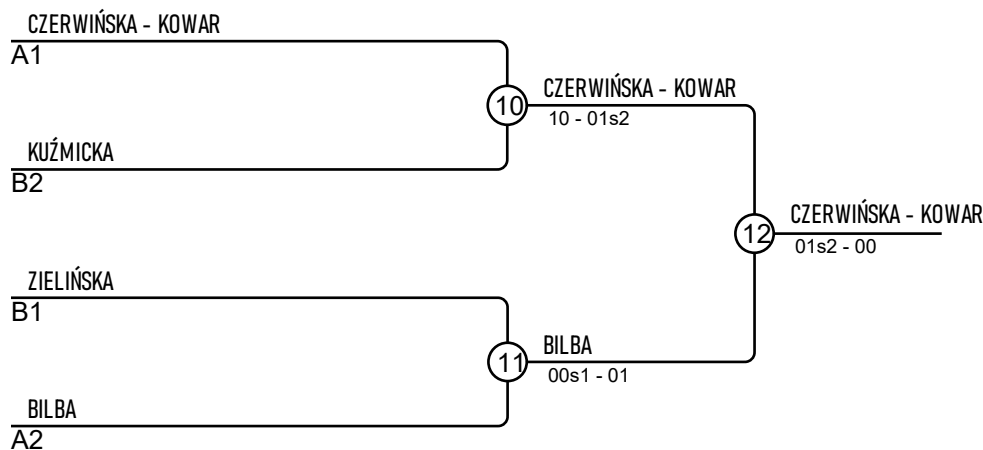 CZERWIŃSKA - KOWAR
A1
10
CZERWIŃSKA - KOWAR
10 - 01s2
KUŹMICKA
B2
12
CZERWIŃSKA - KOWAR
01s2 - 00
ZIELIŃSKA
B1
11
BILBA
00s1 - 01
BILBA
A2